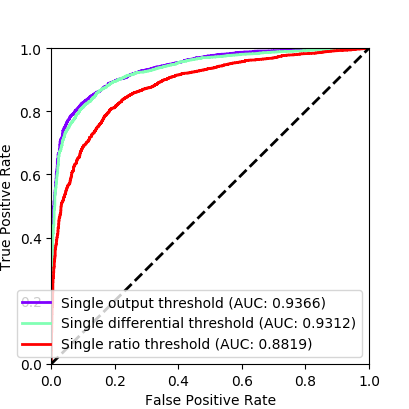 1.0
0.8
0.6
0.4
0.2
0.0
True Positive Rate
Single output threshold (AUC: 0.9366)
Single differential threshold (AUC: 0.9312)
Single ratio threshold (AUC: 0.8819)
0.0 0.2 0.4 0.6 0.8 1.0
False Positive Rate